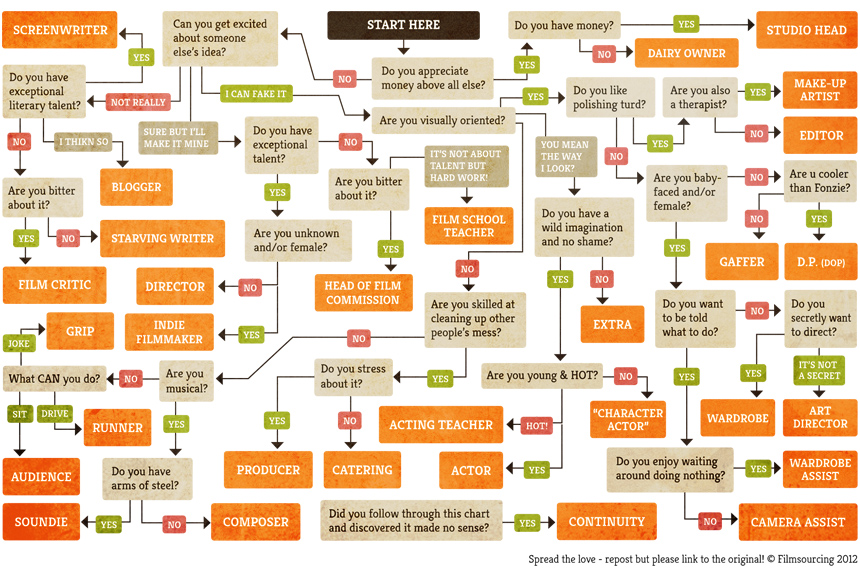 SCREENWRITER
Can you get excited
about someone
else's idea?
START HERE
Do you have money?
YES
STUDIO HEAD
YES
NO
DAIRY OWNER
YES
NO
Do you appreciate
money above all else?
Do you have
exceptional
literary talent?
NOT REALLY
I CAN FAKE IT
YES
Do you like
polishing turd?
Are you also
a therapist?
YES
MAKE-UP
ARTIST
Are you visually oriented?
NO
EDITOR
YES
NO
I THIKN SO
SURE BUT I'LL
MAKE IT MINE
Do you have
exceptional
talent?
NO
IT'S NOT ABOUT
TALENT BUT
HARD WORK!
YOU MEAN
THE WAY
I LOOK?
NO
Are you baby-
faced and/or
female?
NO
Are u cooler
than Fonzie?
Are you bitter
about it?
BLOGGER
YES
Are you bitter
about it?
FILM SCHOOL
TEACHER
Do you have a
wild imagination
and no shame?
NO
YES
YES
NO
STARVING WRITER
Are you unknown
and/or female?
YES
YES
GAFFER
D.P. (DOP)
FILM CRITIC
DIRECTOR
NO
HEAD OF FILM
COMMISSION
NO
YES
NO
GRIP
INDIE
FILMMAKER
YES
Are you skilled at
cleaning up other
people's mess?
EXTRA
Do you want
to be told
what to do?
NO
Do you
secretly want
to direct?
JOKE
NO
What CAN you do?
NO
Are you
musical?
Do you stress
about it?
YES
Are you young & HOT?
NO
YES
YES
IT'S NOT
A SECRET
SIT
DRIVE
RUNNER
YES
YES
NO
ACTING TEACHER
HOT!
"CHARACTER
ACTOR"
WARDROBE
ART
DIRECTOR
AUDIENCE
Do you have
arms of steel?
PRODUCER
CATERING
ACTOR
YES
Do you enjoy waiting
around doing nothing?
YES
WARDROBE
ASSIST
SOUNDIE
YES
NO
COMPOSER
Did you follow through this chart
and discovered it made no sense?
YES
CONTINUITY
NO
CAMERA ASSIST
Spread the love - repost but please link to the original! © Filmsourcing 2012